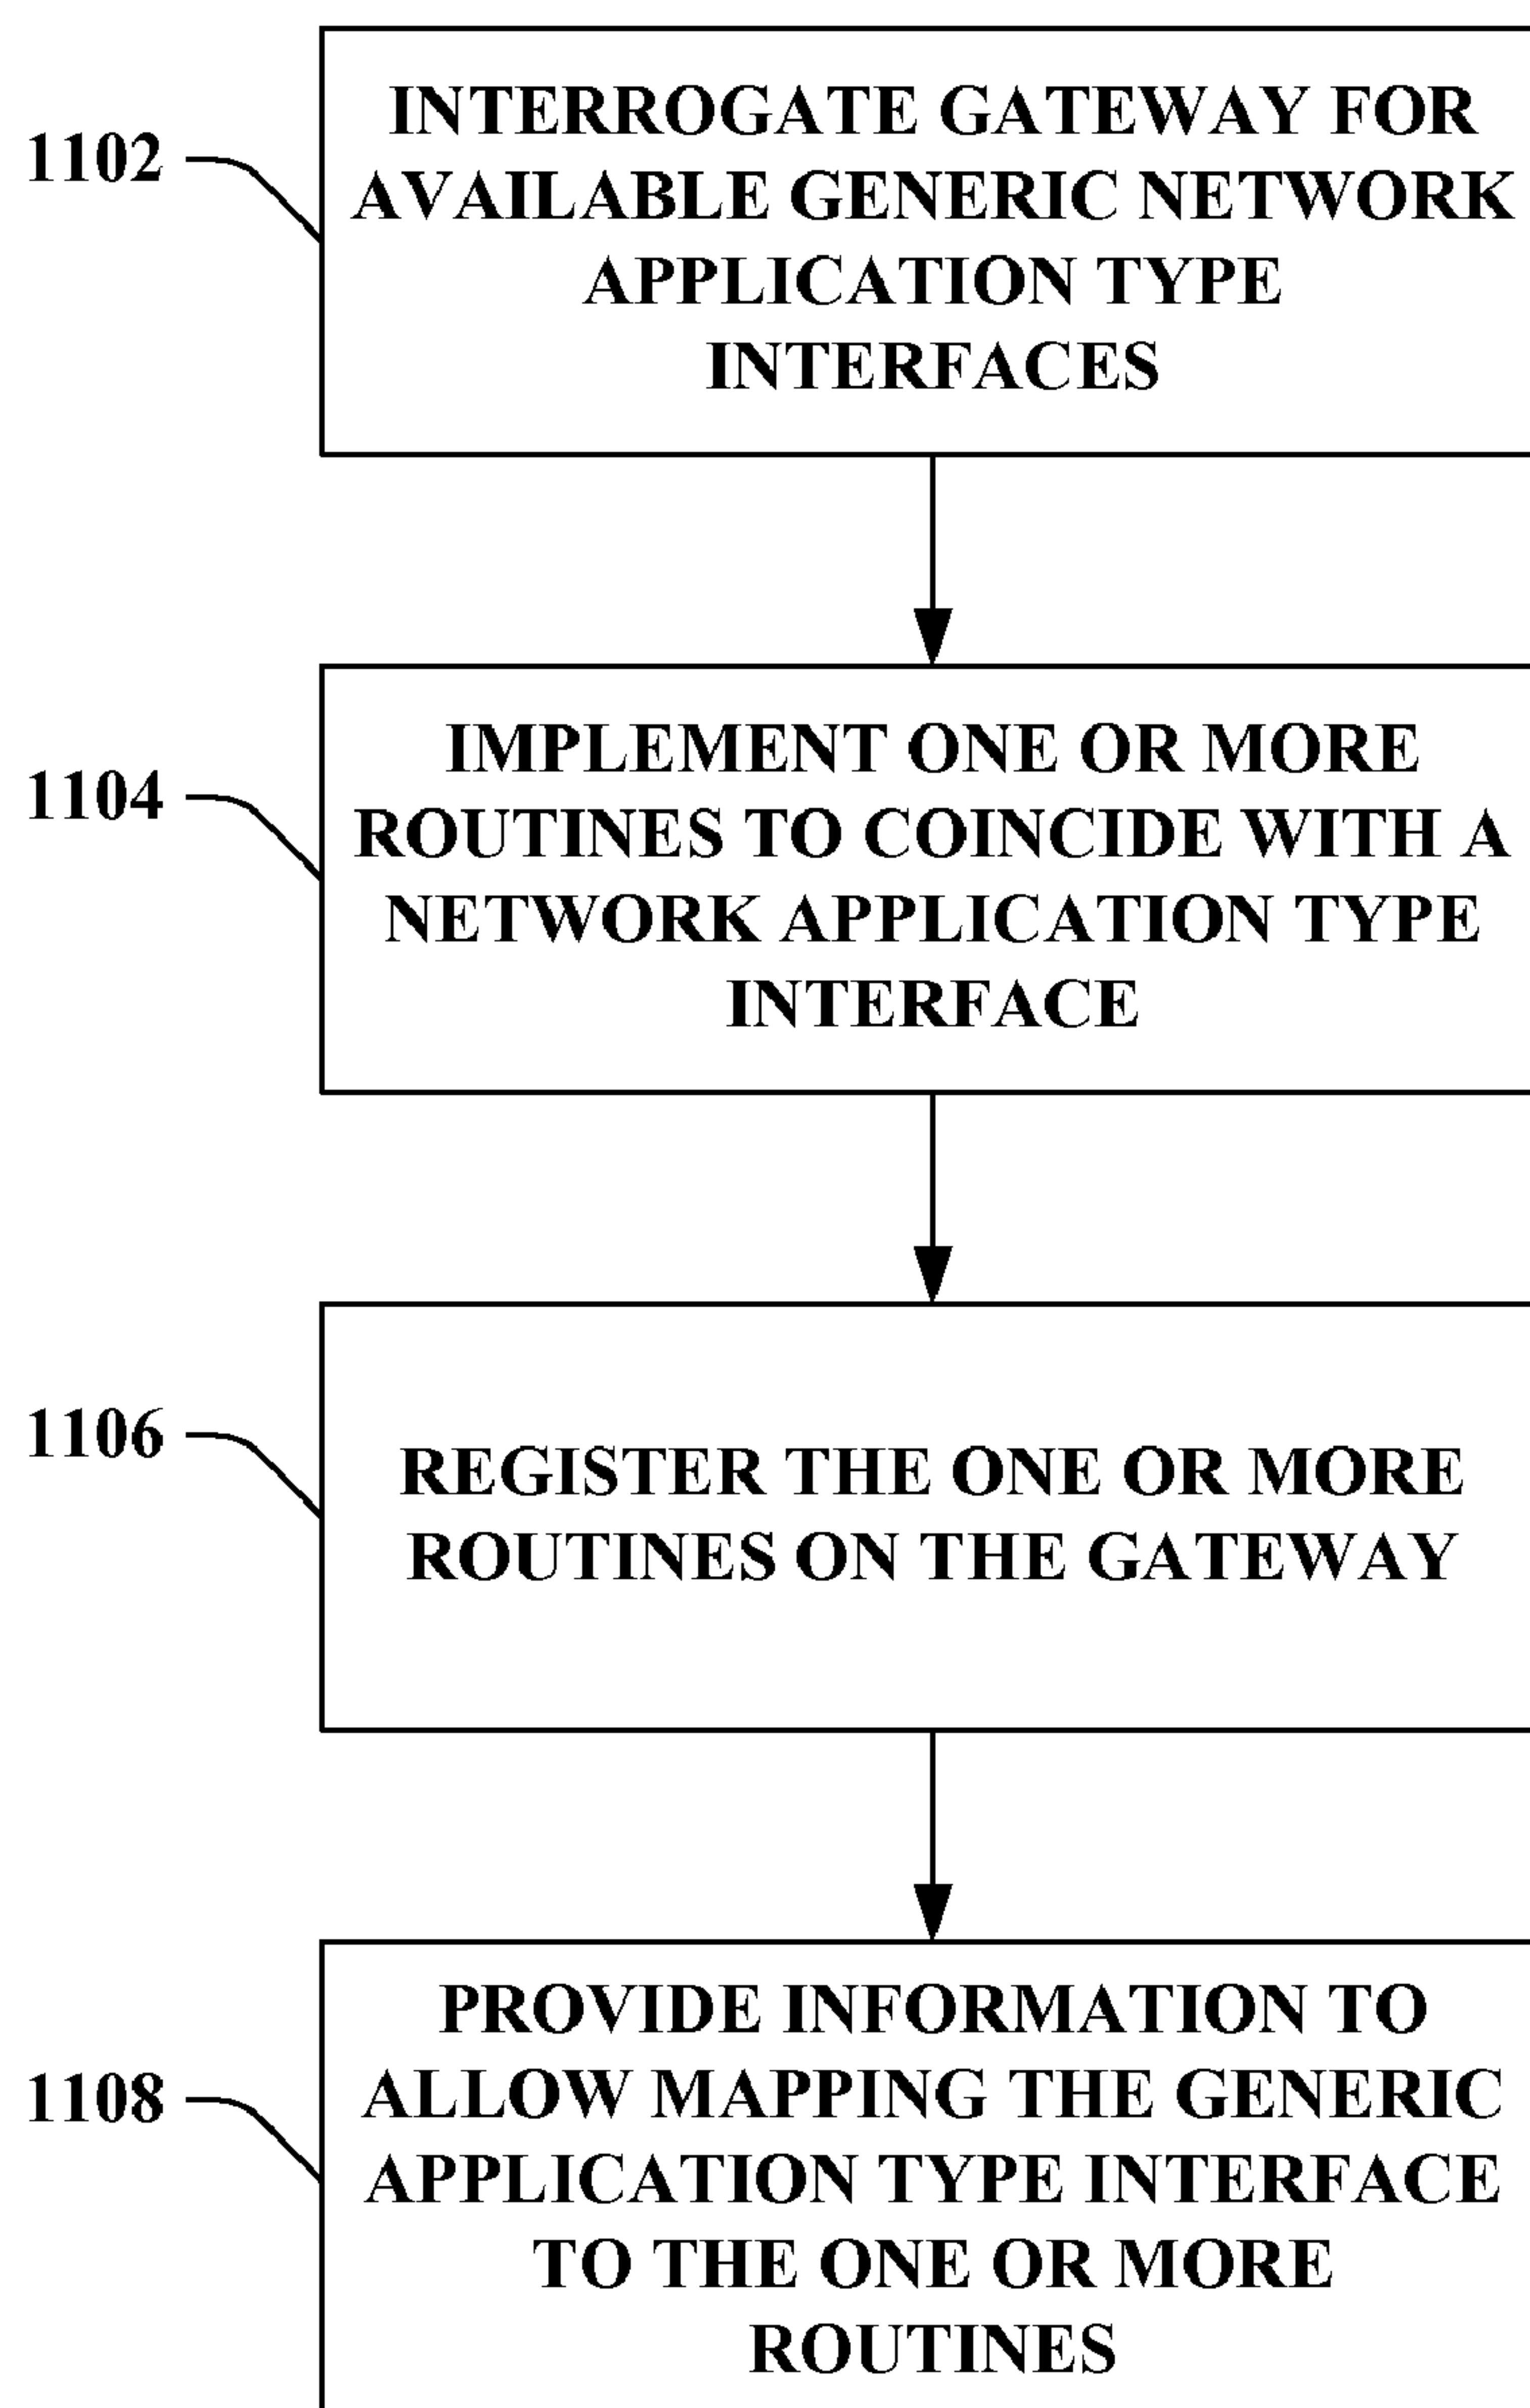 1102
INTERROGATE GATEWAY FOR
AVAILABLE GENERIC NETWORK
APPLICATION TYPE
INTERFACES
1104
IMPLEMENT ONE OR MORE
ROUTINES TO COINCIDE WITH A
NETWORK APPLICATION TYPE
INTERFACE
1106
REGISTER THE ONE OR MORE
ROUTINES ON THE GATEWAY
1108
PROVIDE INFORMATION TO
ALLOW MAPPING THE GENERIC
APPLICATION TYPE INTERFACE
TO THE ONE OR MORE
ROUTINES